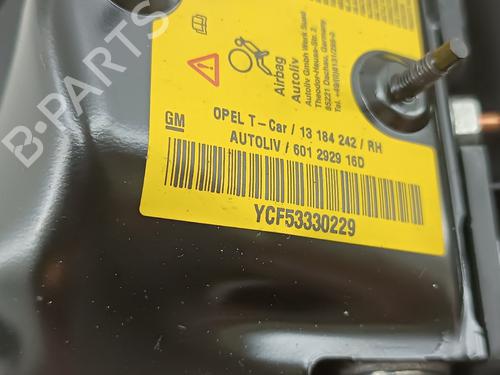 Airbag
Autoliv
Autoliv GmbH Werk Sued
Theodor-Heuss-Str. 2
85221 Dachau, Germany
GM
OPEL T-Car / 13 184 242 / RH
AUTOLIV / 601 2929 16D
YCF53330229
B-PARTS